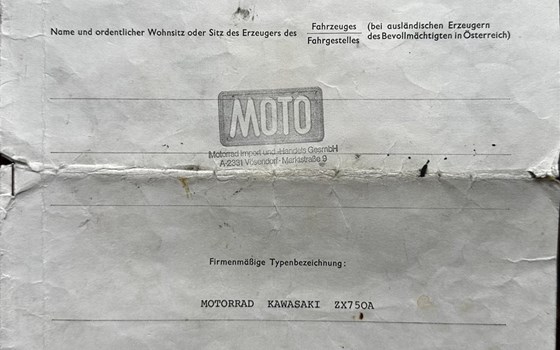 Name und ordentlicher Wohnsitz oder Sitz des Erzeugers des Fahrzeuges (bei ausländischen Erzeugern
Fahrgestelles des Bevollmächtigten in Österreich)
MOTO
Motorrad Import und -Handels GesmbH
A-2331 Vösendorf · Marktstraße 9
Firmenmäßige Typenbezeichnung:
MOTORRAD KAWASAKI ZX750A